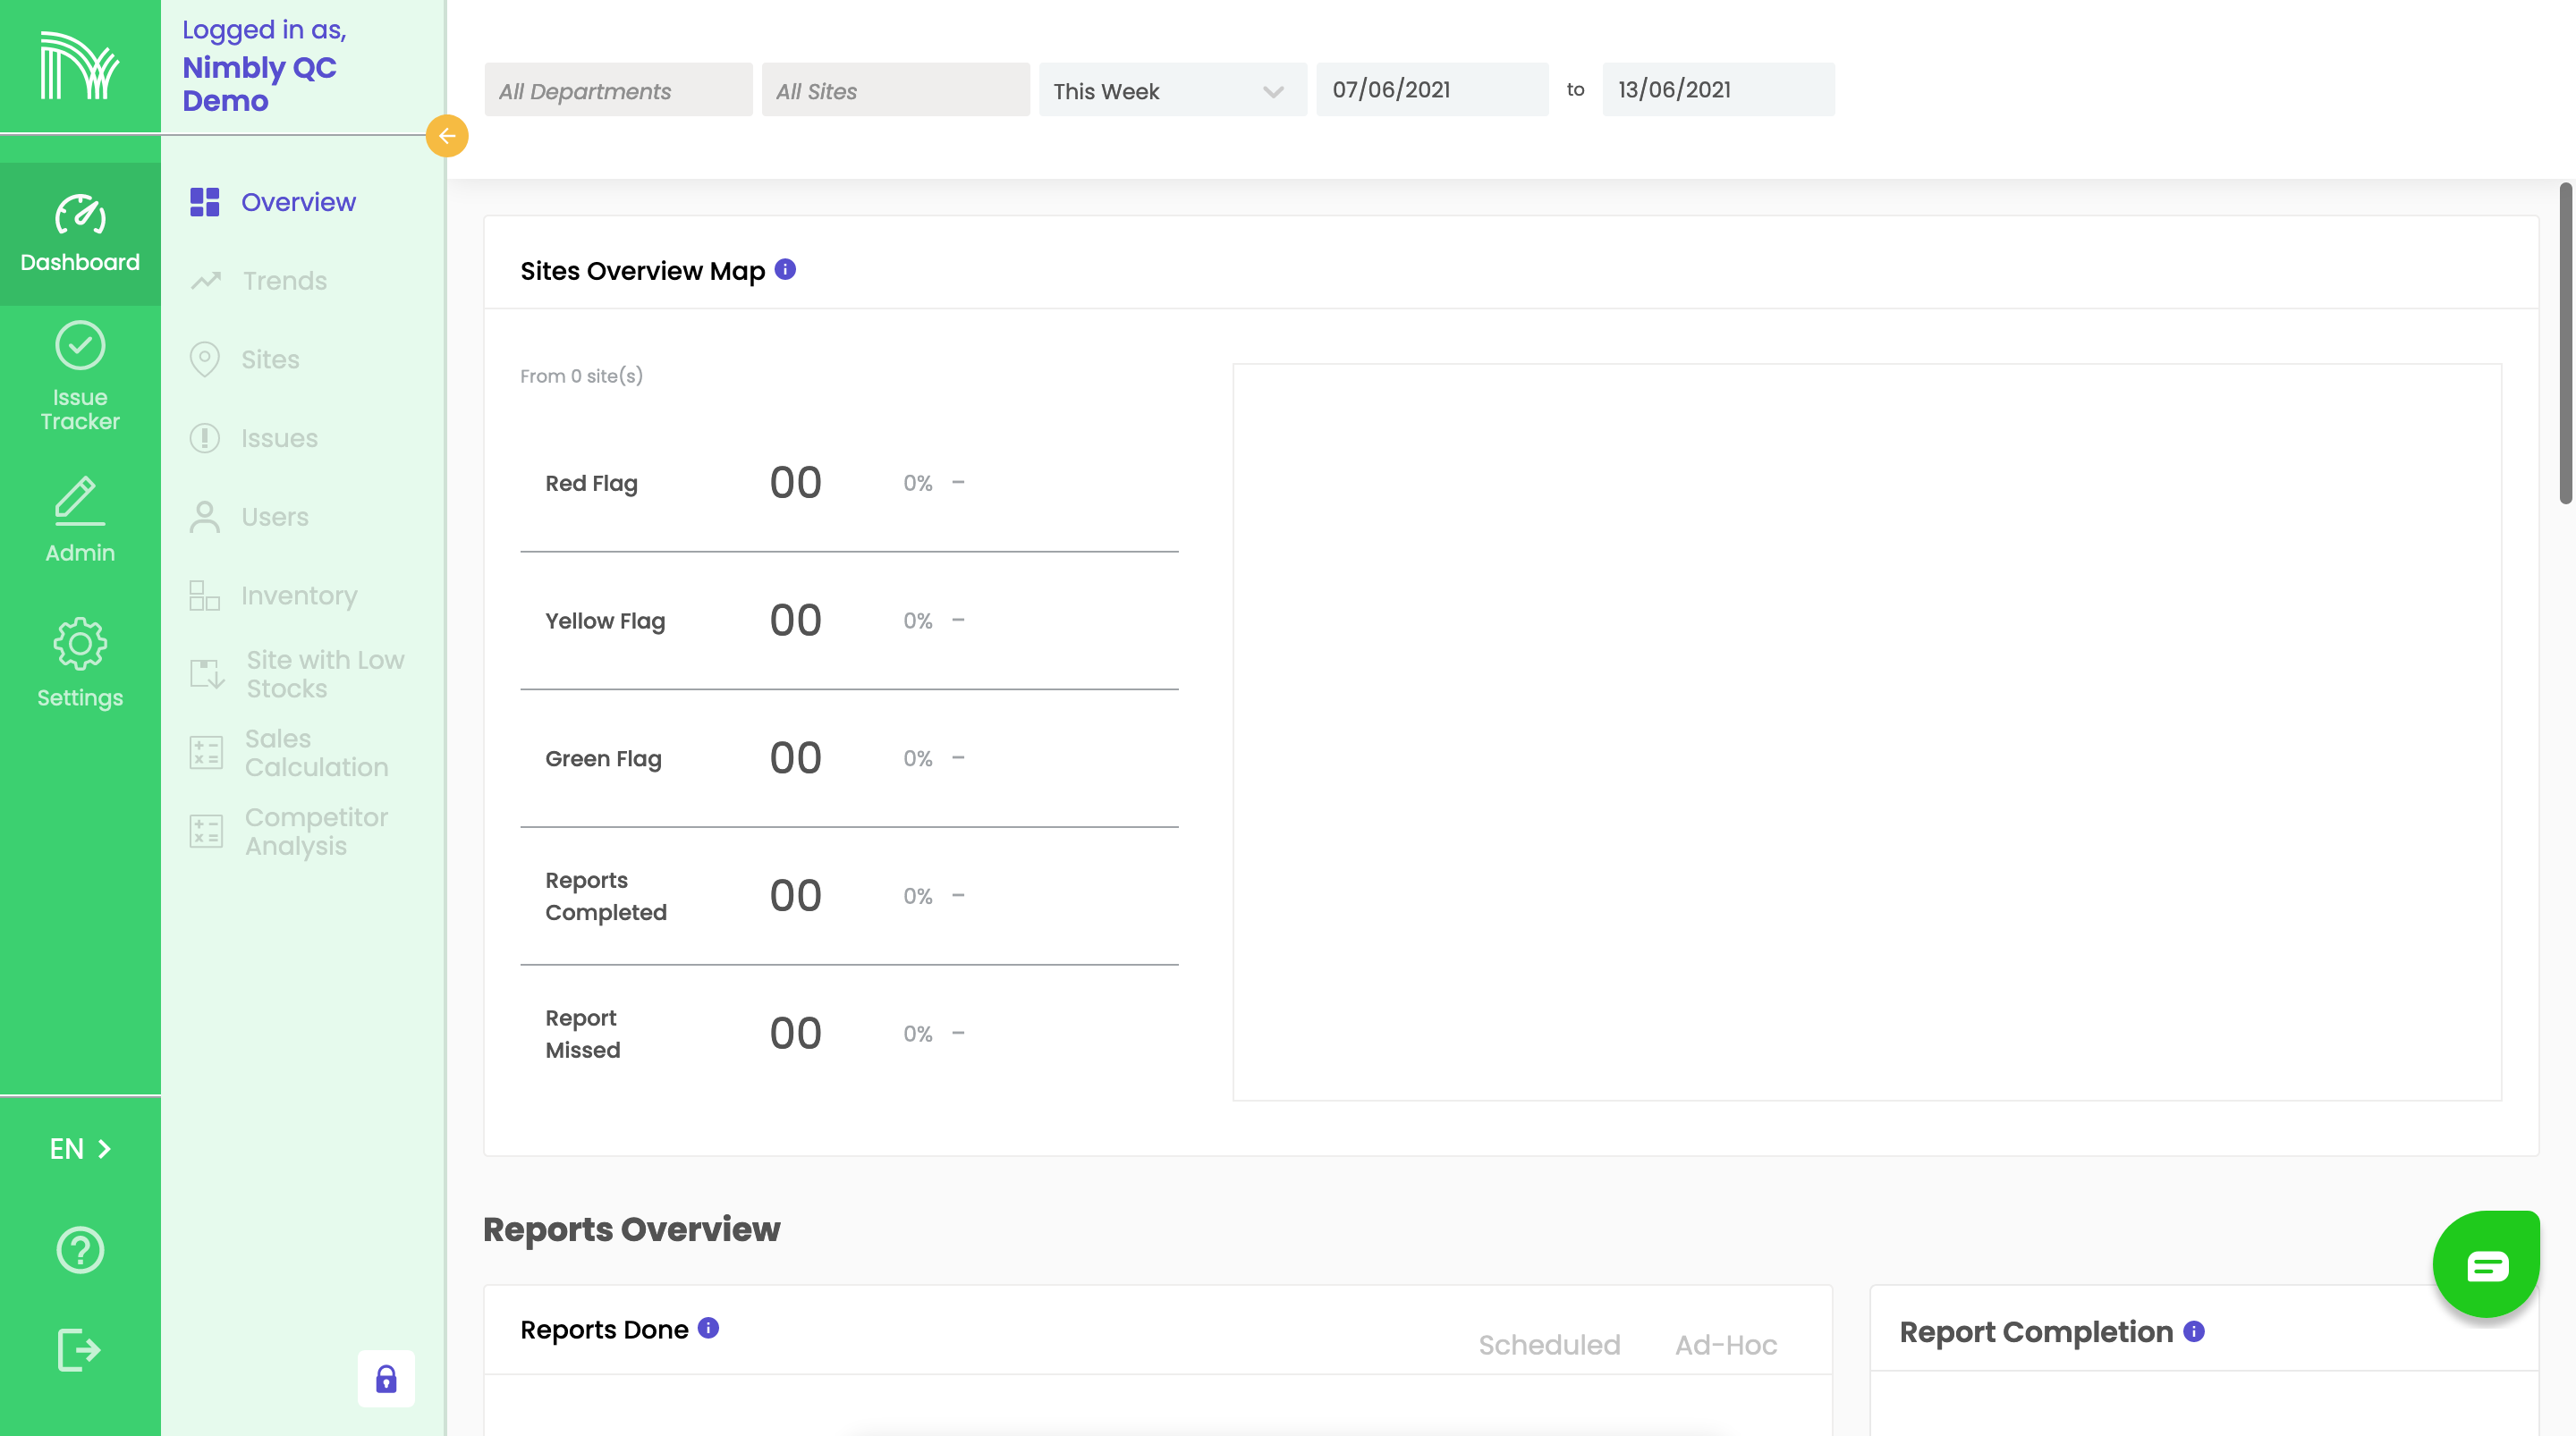 Logged in as,
Nimbly QC
Demo
Dashboard
Issue
Tracker
Admin
Settings
EN
Overview
Trends
Sites
Issues
Users
Inventory
Site with Low
Stocks
Sales
Calculation
Competitor
Analysis
All Departments
All Sites
This Week
07/06/2021
to
13/06/2021
Sites Overview Map
From 0 site(s)
Red Flag 00 0% –
Yellow Flag 00 0% –
Green Flag 00 0% –
Reports
Completed 00 0% –
Report
Missed 00 0% –
Reports Overview
Reports Done
Scheduled
Ad-Hoc
Report Completion